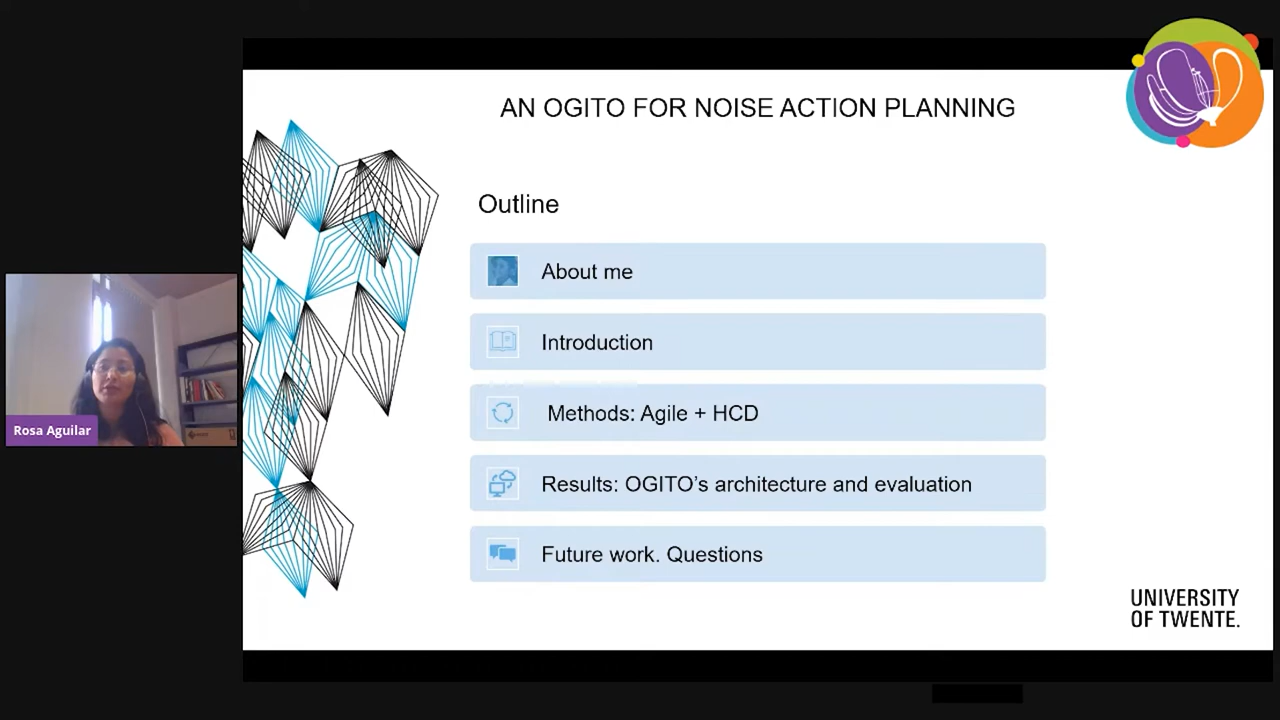 AN OGITO FOR NOISE ACTION PLANNING
Outline
About me
Introduction
Methods: Agile + HCD
Results: OGITO's architecture and evaluation
Future work. Questions
Rosa Aguilar
UNIVERSITY
OF TWENTE.